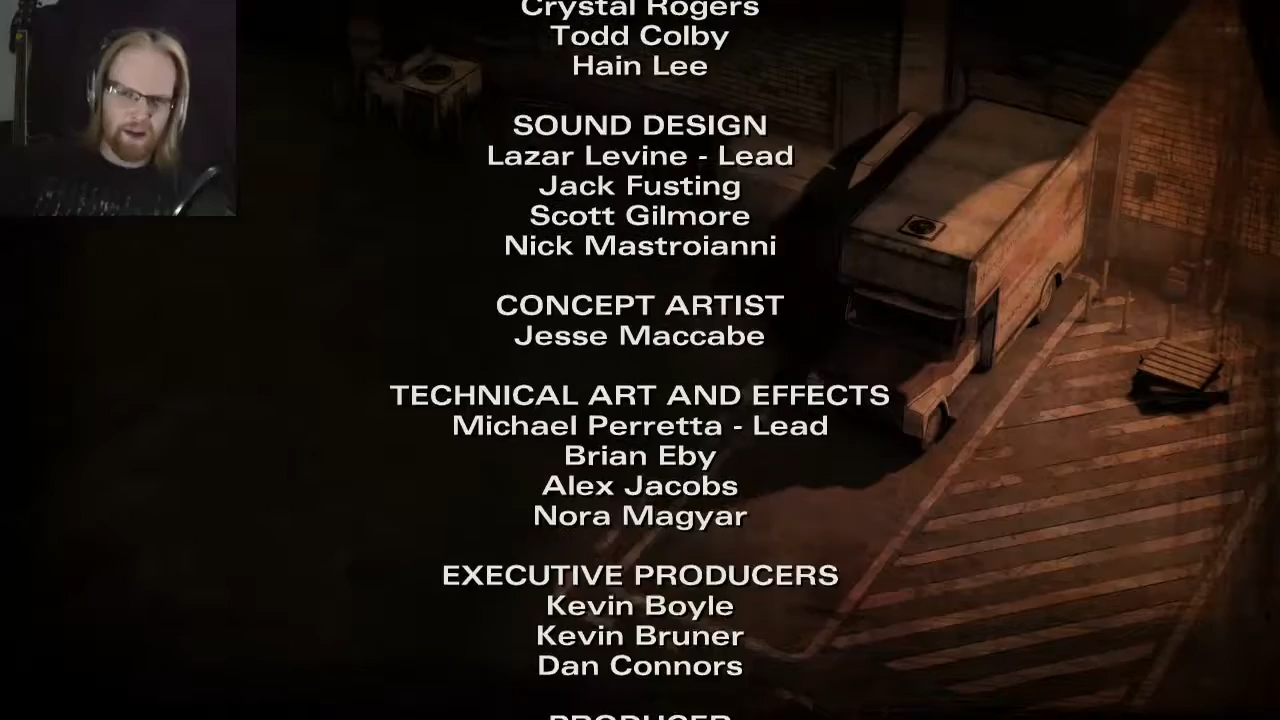 Crystal Rogers
Todd Colby
Hain Lee
SOUND DESIGN
Lazar Levine - Lead
Jack Fusting
Scott Gilmore
Nick Mastroianni
CONCEPT ARTIST
Jesse Maccabe
TECHNICAL ART AND EFFECTS
Michael Perretta - Lead
Brian Eby
Alex Jacobs
Nora Magyar
EXECUTIVE PRODUCERS
Kevin Boyle
Kevin Bruner
Dan Connors
PRODUCER